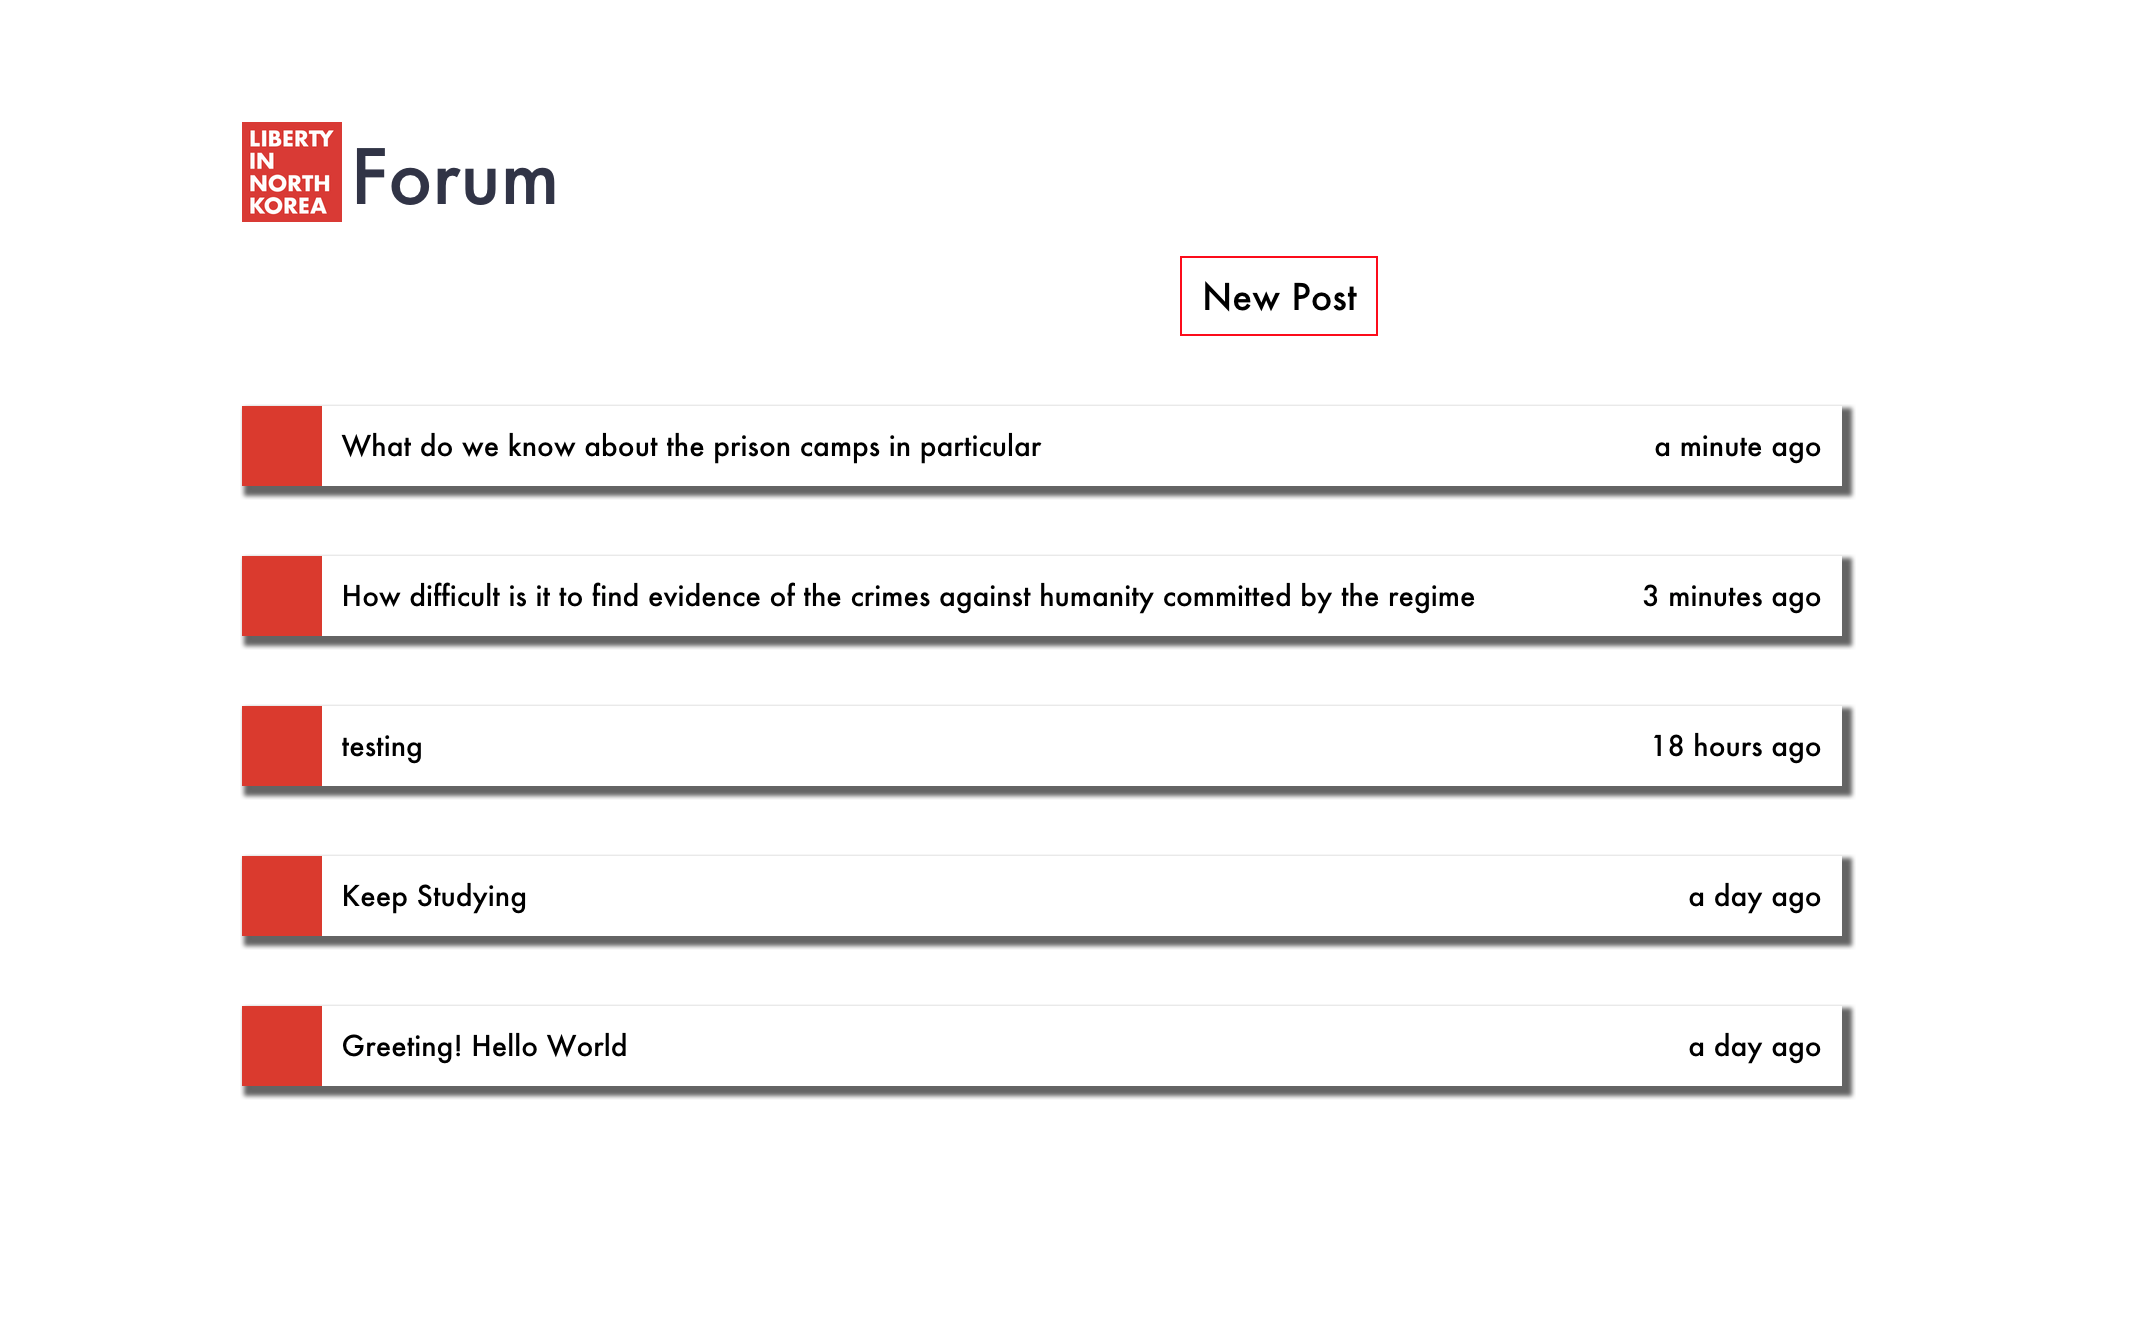 LIBERTY
IN
NORTH
KOREA
Forum
New Post
What do we know about the prison camps in particular a minute ago
How difficult is it to find evidence of the crimes against humanity committed by the regime 3 minutes ago
testing 18 hours ago
Keep Studying a day ago
Greeting! Hello World a day ago